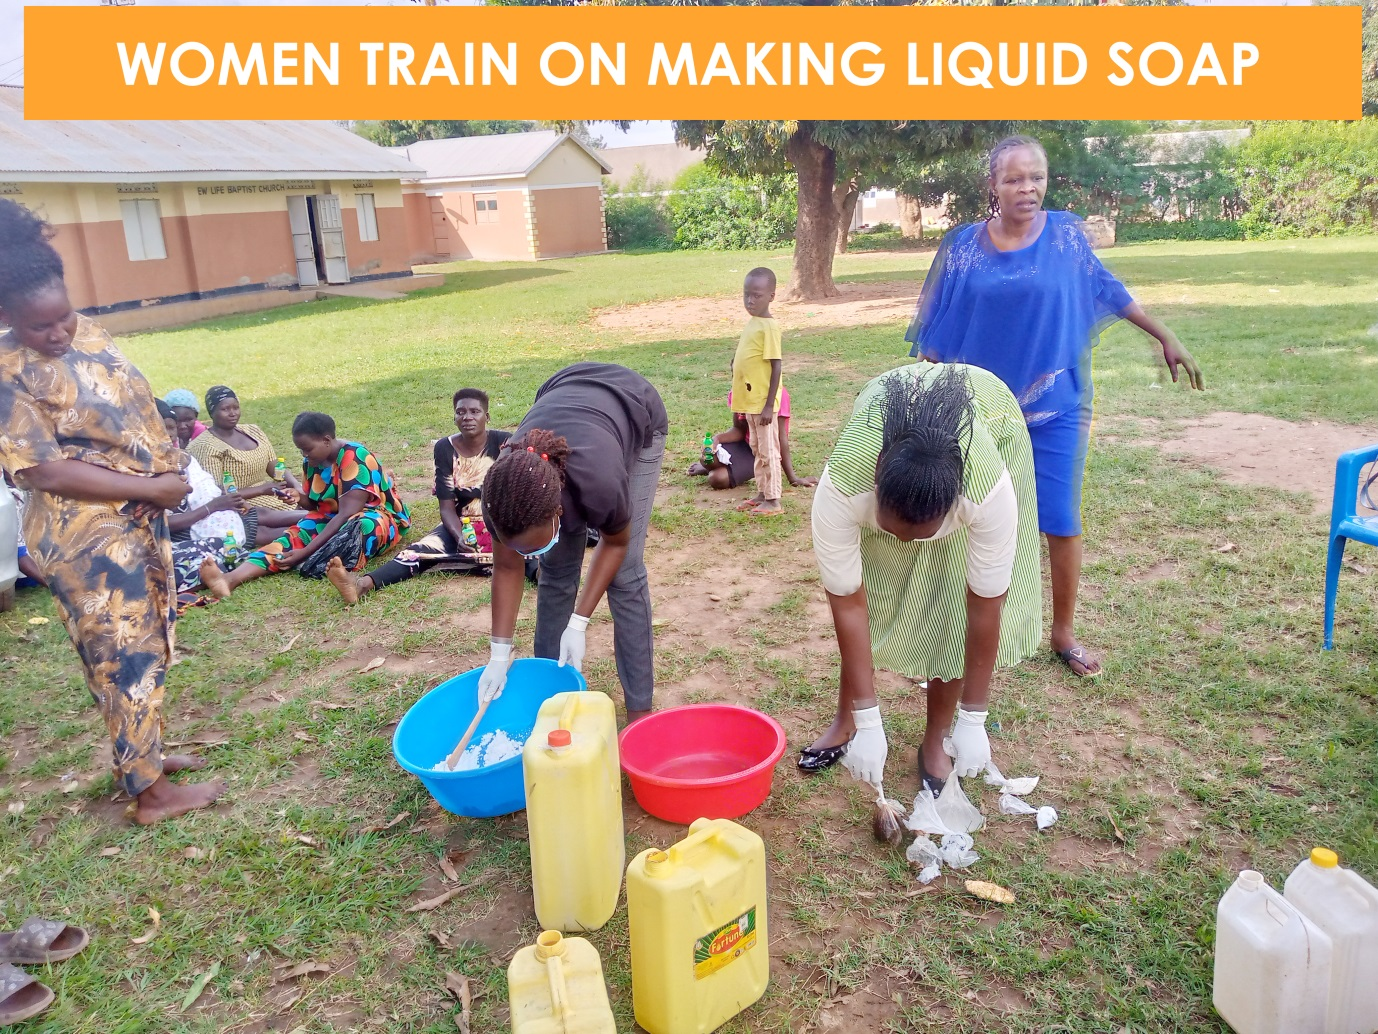 WOMEN TRAIN ON MAKING LIQUID SOAP
EW LIFE BAPTIST CHURCH
Fortune